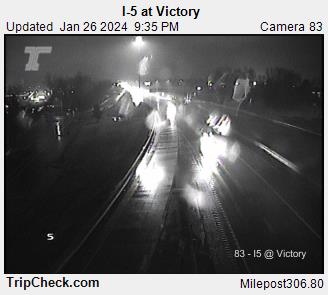 I-5 at Victory
Updated  Jan 26 2024  9:35 PM
Camera 83
T
S
83 - I5 @ Victory
TripCheck.com
Milepost306.80